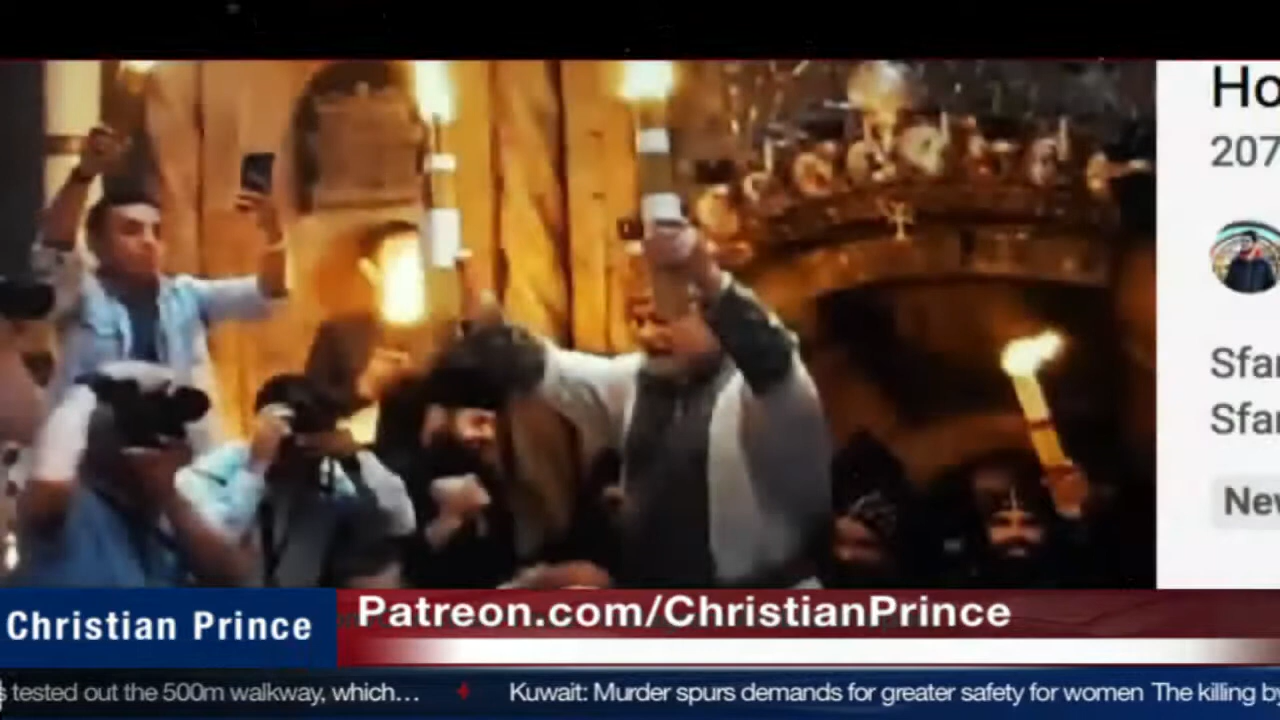 Ho
207
Sfa
Sfa
Nev
Christian Prince
Patreon.com/ChristianPrince
s tested out the 500m walkway, which…
Kuwait: Murder spurs demands for greater safety for women The killing by